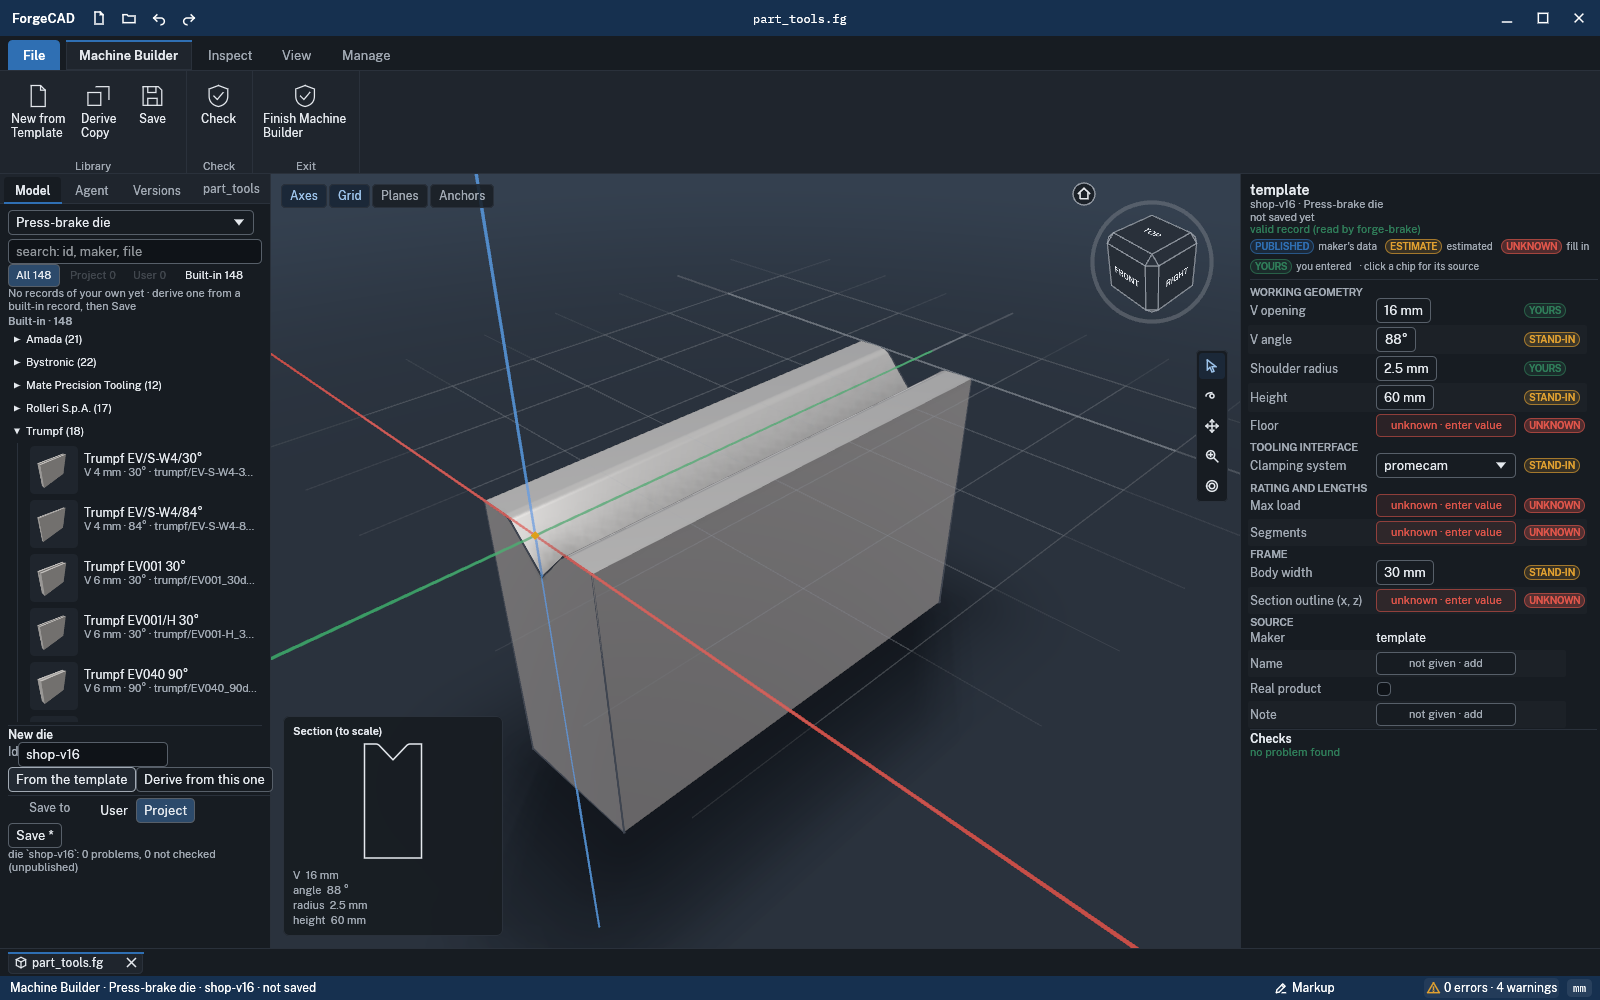 ForgeCAD
part_tools.fg
File
Machine Builder
Inspect
View
Manage
New from Template
Derive Copy
Save
Check
Finish Machine Builder
Library
Check
Exit
Model
Agent
Versions
part_tools
Press-brake die
search: id, maker, file
All 148
Project 0
User 0
Built-in 148
No records of your own yet · derive one from a
built-in record, then Save
Built-in · 148
Amada (21)
Bystronic (22)
Mate Precision Tooling (12)
Rolleri S.p.A. (17)
Trumpf (18)
Trumpf EV/S-W4/30°
V 4 mm · 30° · trumpf/EV-S-W4-3...
Trumpf EV/S-W4/84°
V 4 mm · 84° · trumpf/EV-S-W4-8...
Trumpf EV001 30°
V 6 mm · 30° · trumpf/EV001_30d...
Trumpf EV001/H 30°
V 6 mm · 30° · trumpf/EV001-H_3...
Trumpf EV040 90°
V 6 mm · 90° · trumpf/EV040_90d...
New die
Id
shop-v16
From the template
Derive from this one
Save to
User
Project
Save *
die `shop-v16`: 0 problems, 0 not checked
(unpublished)
Axes
Grid
Planes
Anchors
TOP
FRONT
RIGHT
Section (to scale)
V 16 mm
angle 88 °
radius 2.5 mm
height 60 mm
template
shop-v16 · Press-brake die
not saved yet
valid record (read by forge-brake)
PUBLISHED maker's data ESTIMATE estimated UNKNOWN fill in
YOURS you entered · click a chip for its source
WORKING GEOMETRY
V opening 16 mm YOURS
V angle 88° STAND-IN
Shoulder radius 2.5 mm YOURS
Height 60 mm STAND-IN
Floor unknown · enter value UNKNOWN
TOOLING INTERFACE
Clamping system promecam STAND-IN
RATING AND LENGTHS
Max load unknown · enter value UNKNOWN
Segments unknown · enter value UNKNOWN
FRAME
Body width 30 mm STAND-IN
Section outline (x, z) unknown · enter value UNKNOWN
SOURCE
Maker template
Name not given · add
Real product
Note not given · add
Checks
no problem found
part_tools.fg
Machine Builder · Press-brake die · shop-v16 · not saved
Markup
0 errors · 4 warnings
mm